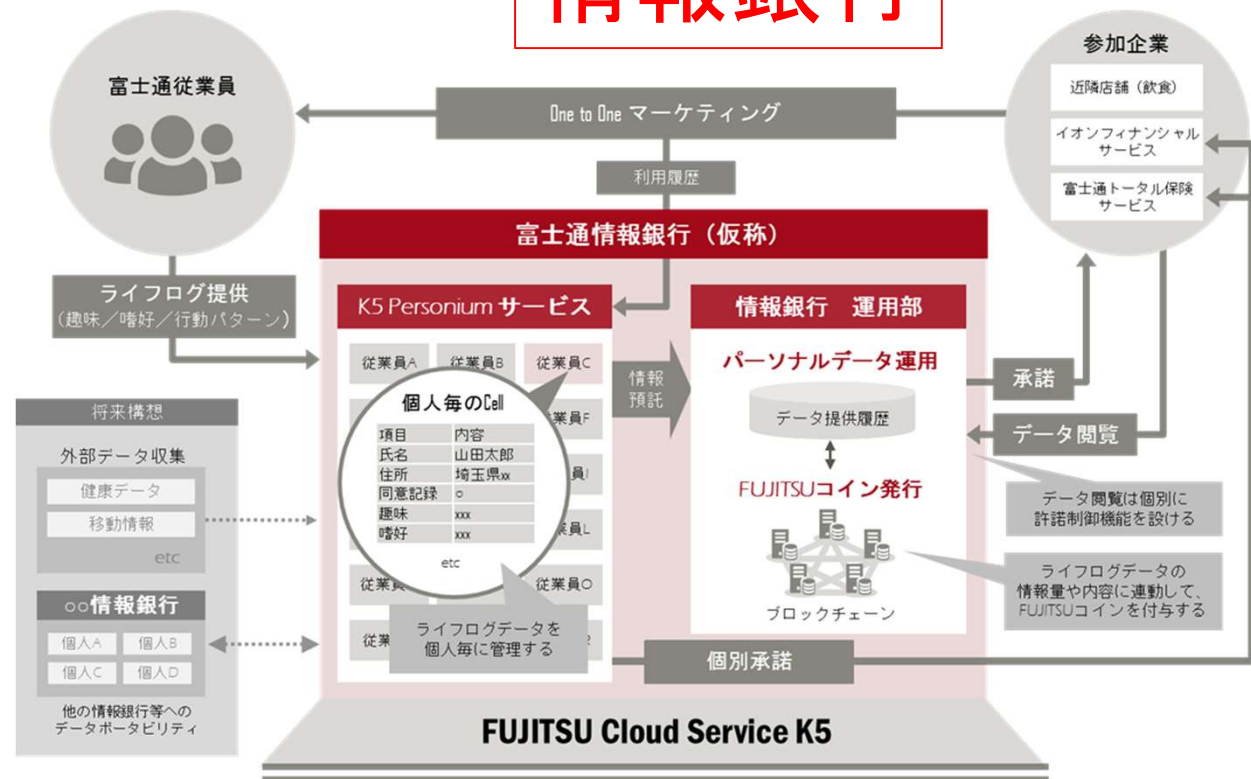 情報銀行
富士通従業員
One to One マーケティング
利用履歴
参加企業
近隣店舗（飲食）
イオンフィナンシャル
サービス
富士通トータル保険
サービス
ライフログ提供
（趣味／嗜好／行動パターン）
富士通情報銀行（仮称）
K5 Personium サービス
従業員A
従業員B
従業員C
業員F
員I
業員L
従業員
従業員O
従業
個人毎のCell
項目 内容
氏名 山田太郎
住所 埼玉県xx
同意記録 ○
趣味 xxx
嗜好 xxx
etc
ライフログデータを
個人毎に管理する
情報
預託
情報銀行 運用部
パーソナルデータ運用
データ提供履歴
FUJITSUコイン発行
ブロックチェーン
承諾
データ閲覧
データ閲覧は個別に
許諾制御機能を設ける
ライフログデータの
情報量や内容に連動して、
FUJITSUコインを付与する
個別承諾
将来構想
外部データ収集
健康データ
移動情報
etc
○○情報銀行
個人A 個人B
個人C 個人D
他の情報銀行等への
データポータビリティ
FUJITSU Cloud Service K5